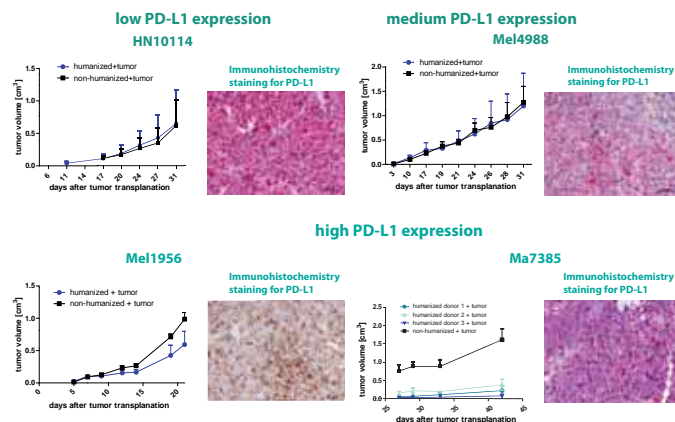 low PD-L1 expression
HN10114
humanized+tumor
non-humanized+tumor
tumor volume [cm³]
1.5
1.0
0.5
0.0
6 11 14 17 20 24 27 31
days after tumor transplanation
Immunohistochemistry
staining for PD-L1
medium PD-L1 expression
Mel4988
humanized+tumor
non-humanized+tumor
tumor volume [cm³]
2.0
1.5
1.0
0.5
0.0
3 10 17 19 21 24 26 28 31
days after tumor transplanation
Immunohistochemistry
staining for PD-L1
high PD-L1 expression
Mel1956
humanized + tumor
non-humanized + tumor
tumor volume [cm³]
1.5
1.0
0.5
0.0
0 5 10 15 20
days after tumor transplanation
Immunohistochemistry
staining for PD-L1
Ma7385
humanized donor 1 + tumor
humanized donor 2 + tumor
humanized donor 3 + tumor
non-humanized + tumor
tumor volume [cm³]
2.5
2.0
1.5
1.0
0.5
0.0
25 30 35 40 45
days after tumor transplantation
Immunohistochemistry
staining for PD-L1